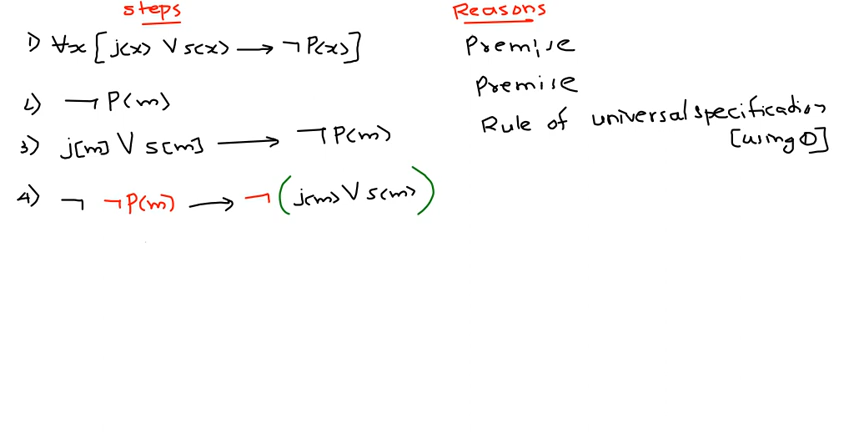 Steps Reasons
1) ∀x [ j(x) ∨ s(x) → ¬P(x) ] Premise
2) ¬P(m) Premise
3) j[m] ∨ s[m] → ¬P(m) Rule of universal specification
[using ①]
4) ¬ ¬P(m) → ¬ ( j(m) ∨ s(m) )